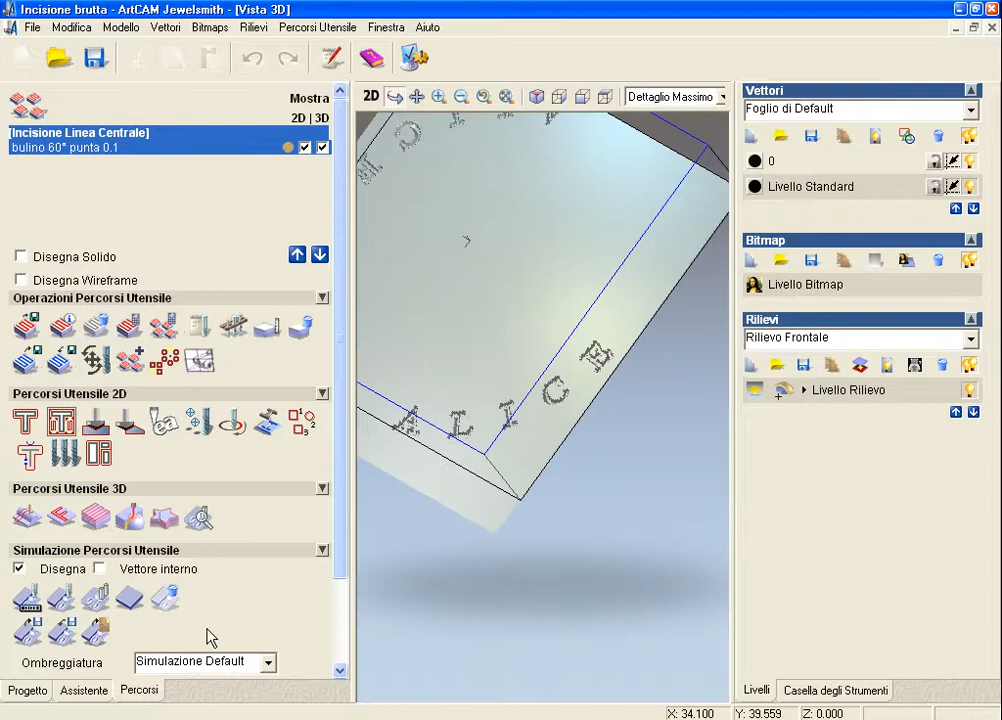 Incisione brutta - ArtCAM Jewelsmith - [Vista 3D]
File Modifica Modello Vettori Bitmaps Rilievi Percorsi Utensile Finestra Aiuto
Mostra
2D | 3D
[Incisione Linea Centrale]
bulino 60° punta 0.1
Disegna Solido
Disegna Wireframe
Operazioni Percorsi Utensile
Percorsi Utensile 2D
Percorsi Utensile 3D
Simulazione Percorsi Utensile
Disegna Vettore interno
Ombreggiatura Simulazione Default
Progetto Assistente Percorsi
2D Dettaglio Massimo
A L I C
Vettori
Foglio di Default
0
Livello Standard
Bitmap
Livello Bitmap
Rilievi
Rilievo Frontale
Livello Rilievo
Livelli Casella degli Strumenti
X: 34.100 Y: 39.559 Z: 0.000